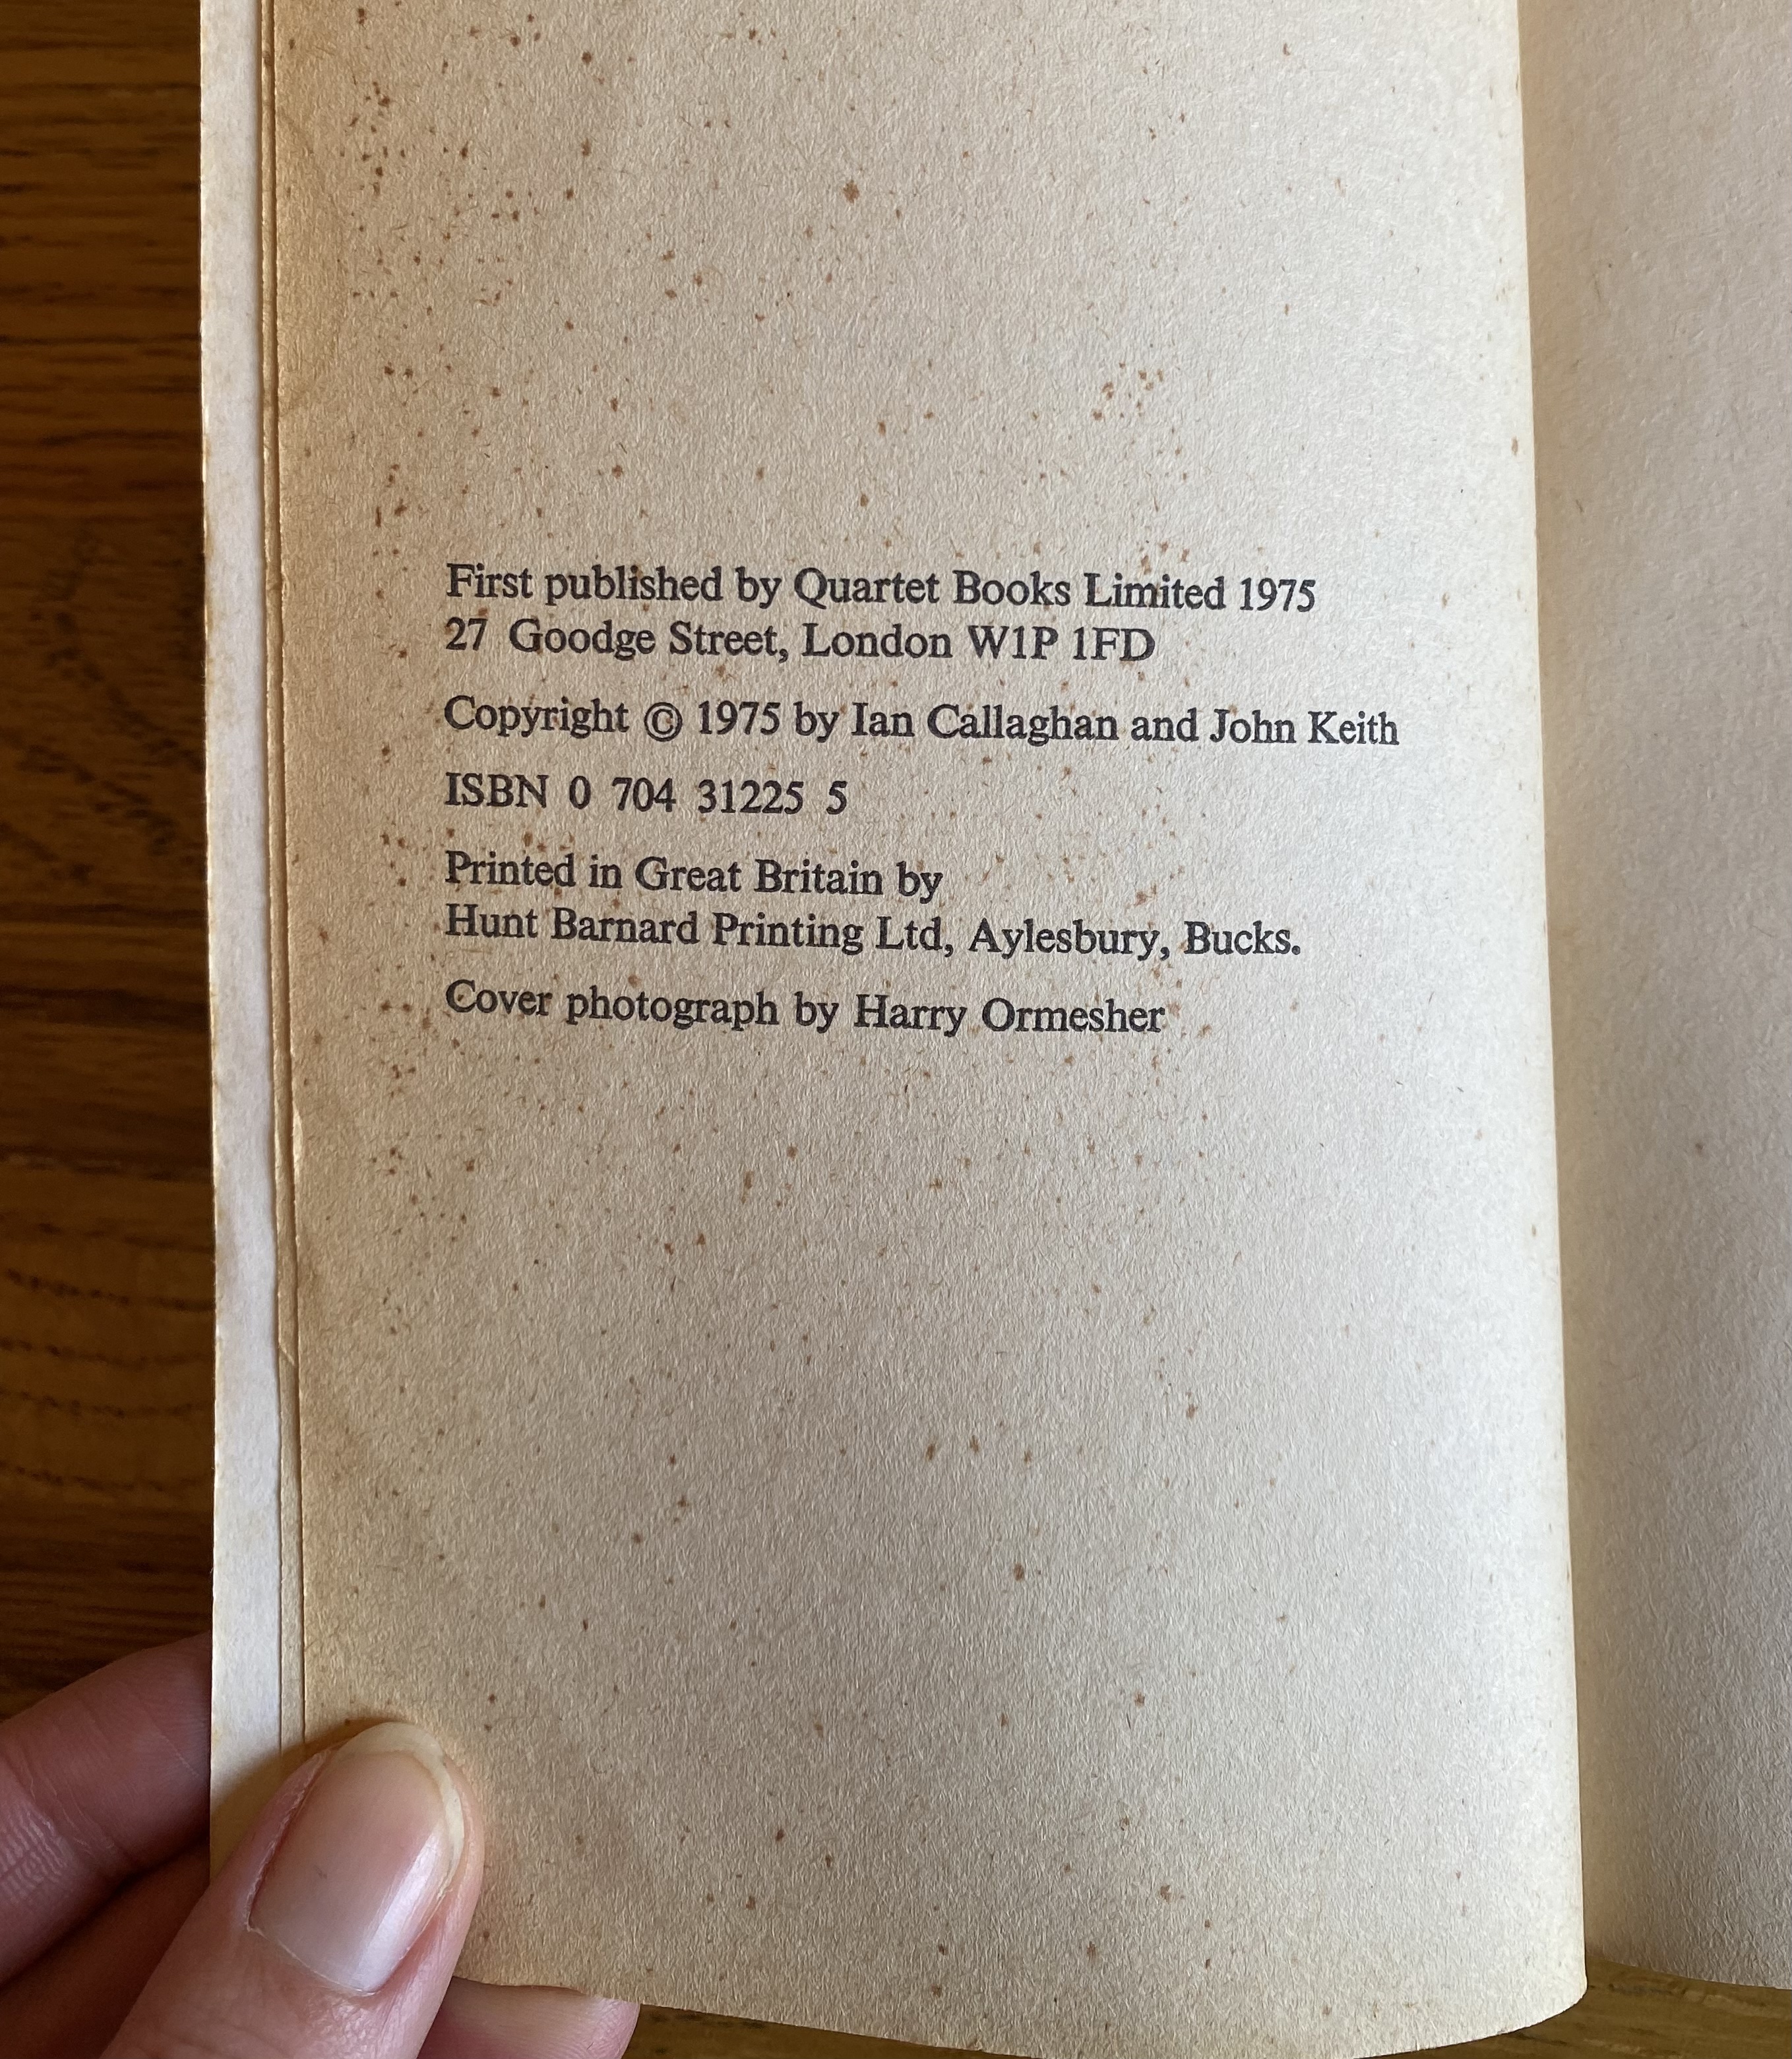 First published by Quartet Books Limited 1975
27 Goodge Street, London W1P 1FD
Copyright © 1975 by Ian Callaghan and John Keith
ISBN 0 704 31225 5
Printed in Great Britain by
Hunt Barnard Printing Ltd, Aylesbury, Bucks.
Cover photograph by Harry Ormesher